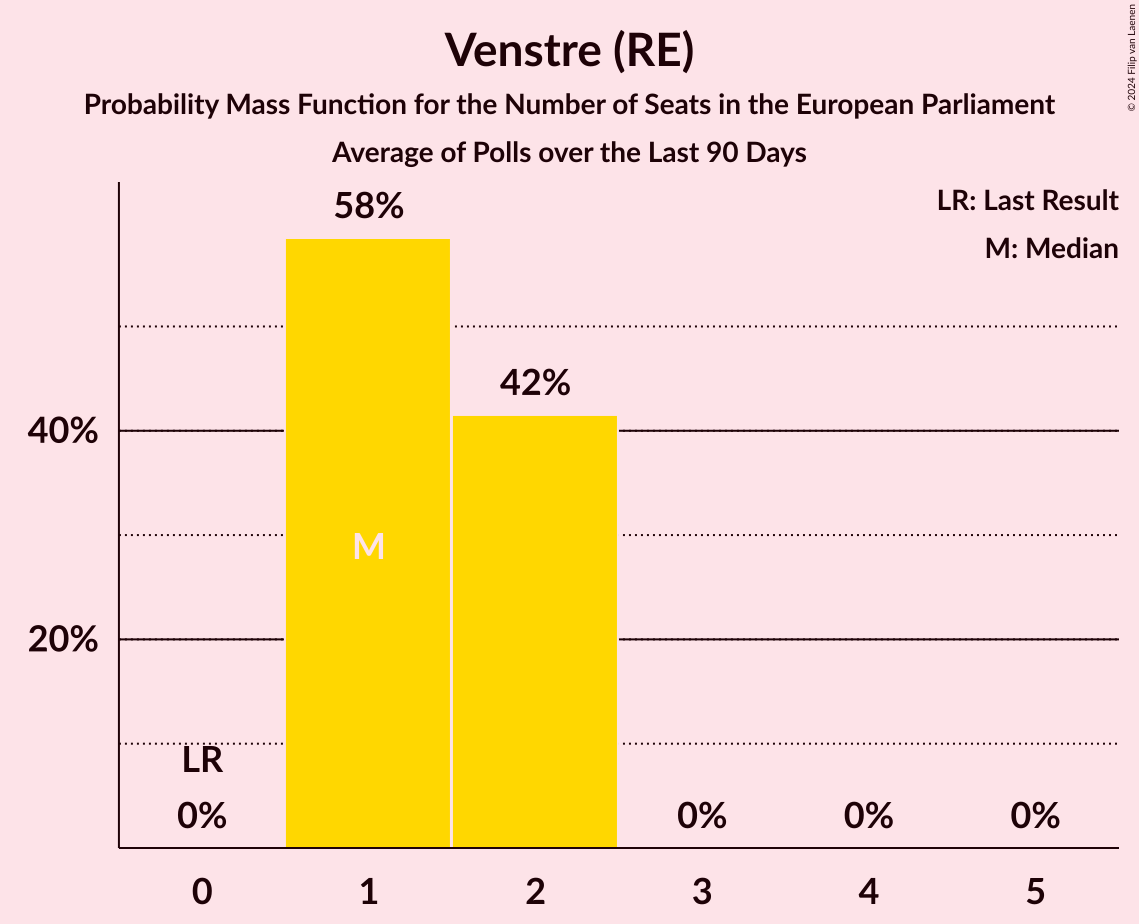 Venstre (RE)
Probability Mass Function for the Number of Seats in the European Parliament
Average of Polls over the Last 90 Days
© 2024 Filip van Laenen
LR: Last Result
M: Median
58%
42%
40%
M
20%
LR
0%
0%
0%
0%
0
1
2
3
4
5